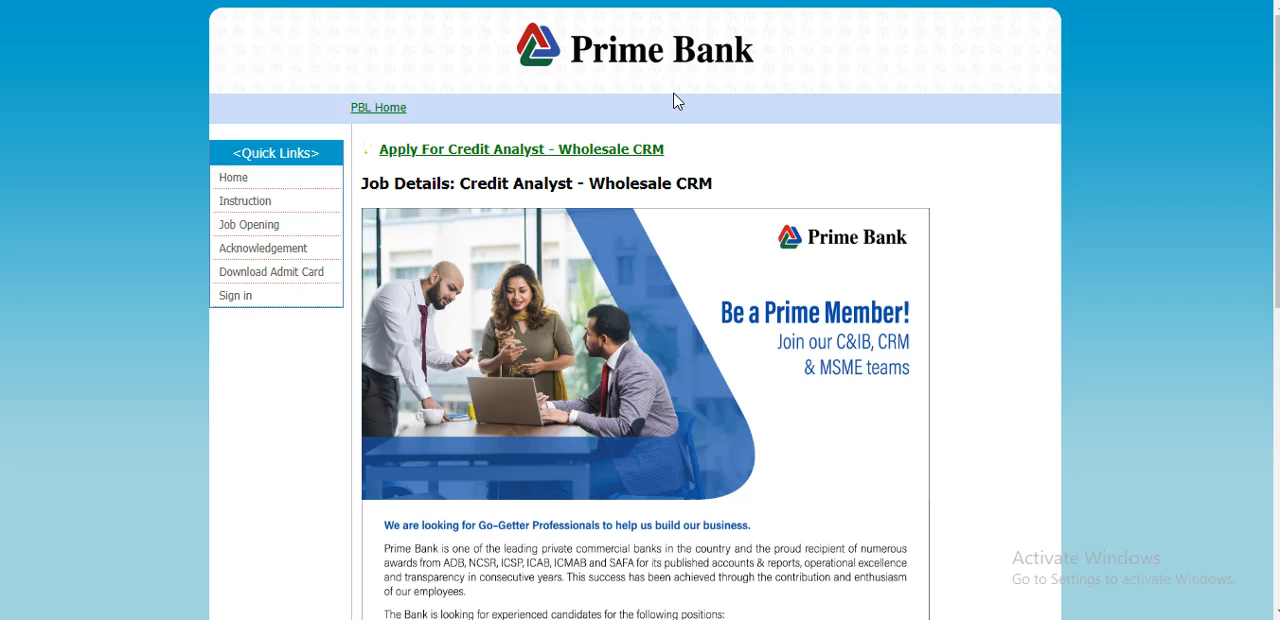 Prime Bank
PBL Home
<Quick Links>
Home
Instruction
Job Opening
Acknowledgement
Download Admit Card
Sign in
Apply For Credit Analyst - Wholesale CRM
Job Details: Credit Analyst - Wholesale CRM
Prime Bank
Be a Prime Member!
Join our C&IB, CRM
& MSME teams
We are looking for Go-Getter Professionals to help us build our business.
Prime Bank is one of the leading private commercial banks in the country and the proud recipient of numerous
awards from ADB, NCSR, ICSP, ICAB, ICMAB and SAFA for its published accounts & reports, operational excellence
and transparency in consecutive years. This success has been achieved through the contribution and enthusiasm
of our employees.
The Bank is looking for experienced candidates for the following positions:
Activate Windows
Go to Settings to activate Windows.